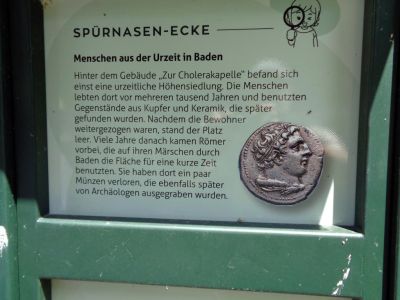 SPÜRNASEN-ECKE
Menschen aus der Urzeit in Baden
Hinter dem Gebäude „Zur Cholerakapelle" befand sich
einst eine urzeitliche Höhensiedlung. Die Menschen
lebten dort vor mehreren tausend Jahren und benutzten
Gegenstände aus Kupfer und Keramik, die später
gefunden wurden. Nachdem die Bewohner
weitergezogen waren, stand der Platz
leer. Viele Jahre danach kamen Römer
vorbei, die auf ihren Märschen durch
Baden die Fläche für eine kurze Zeit
benutzten. Sie haben dort ein paar
Münzen verloren, die ebenfalls später
von Archäologen ausgegraben wurden.